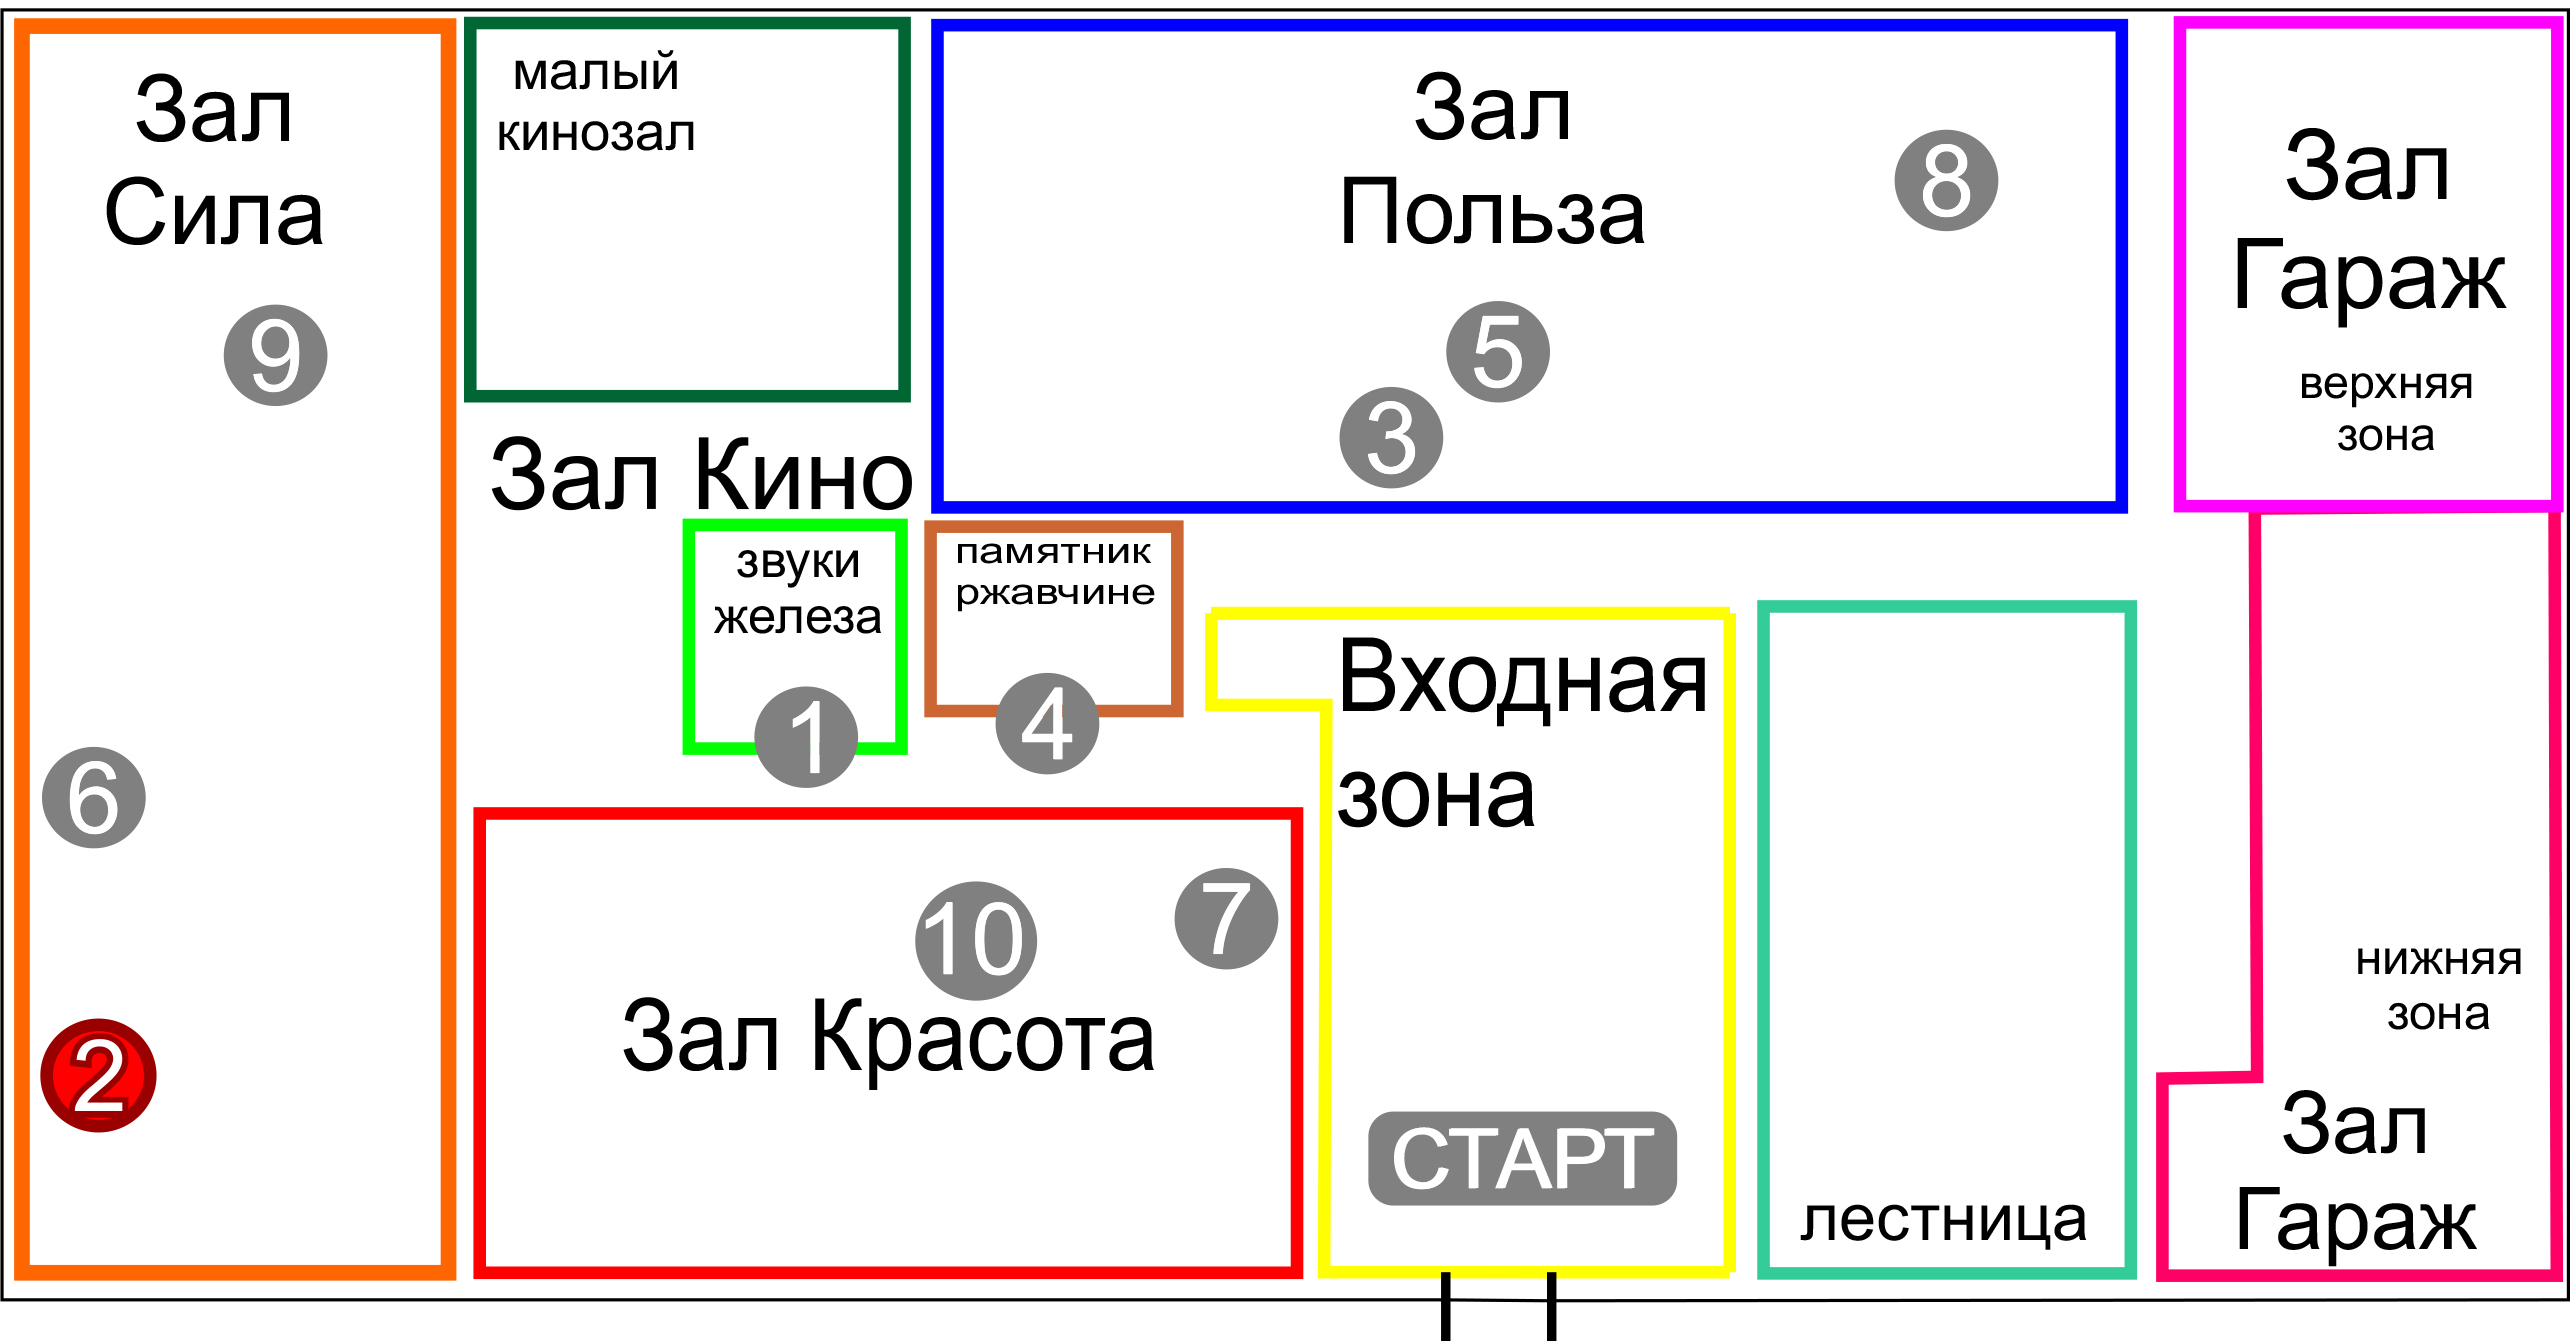 Зал
Сила
9
6
2
малый
кинозал
Зал Кино
звуки
железа
1
памятник
ржавчине
4
Зал
Польза
8
5
3
Зал
Гараж
верхняя
зона
10
7
Зал Красота
Входная
зона
СТАРТ
лестница
нижняя
зона
Зал
Гараж